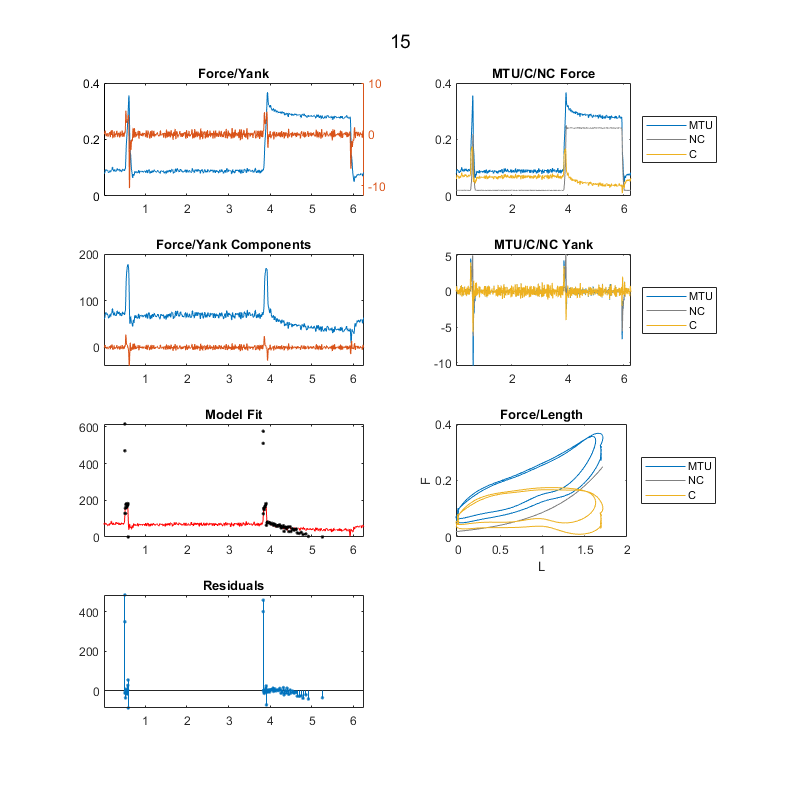 15
Force/Yank
0.4
0.2
0
10
0
-10
1 2 3 4 5 6
MTU/C/NC Force
0.4
0.2
0
2 4 6
MTU
NC
C
Force/Yank Components
200
100
0
1 2 3 4 5 6
MTU/C/NC Yank
5
0
-5
-10
2 4 6
MTU
NC
C
Model Fit
600
400
200
0
1 2 3 4 5 6
Force/Length
F
0.4
0.2
0
0 0.5 1 1.5 2
L
MTU
NC
C
Residuals
400
200
0
1 2 3 4 5 6